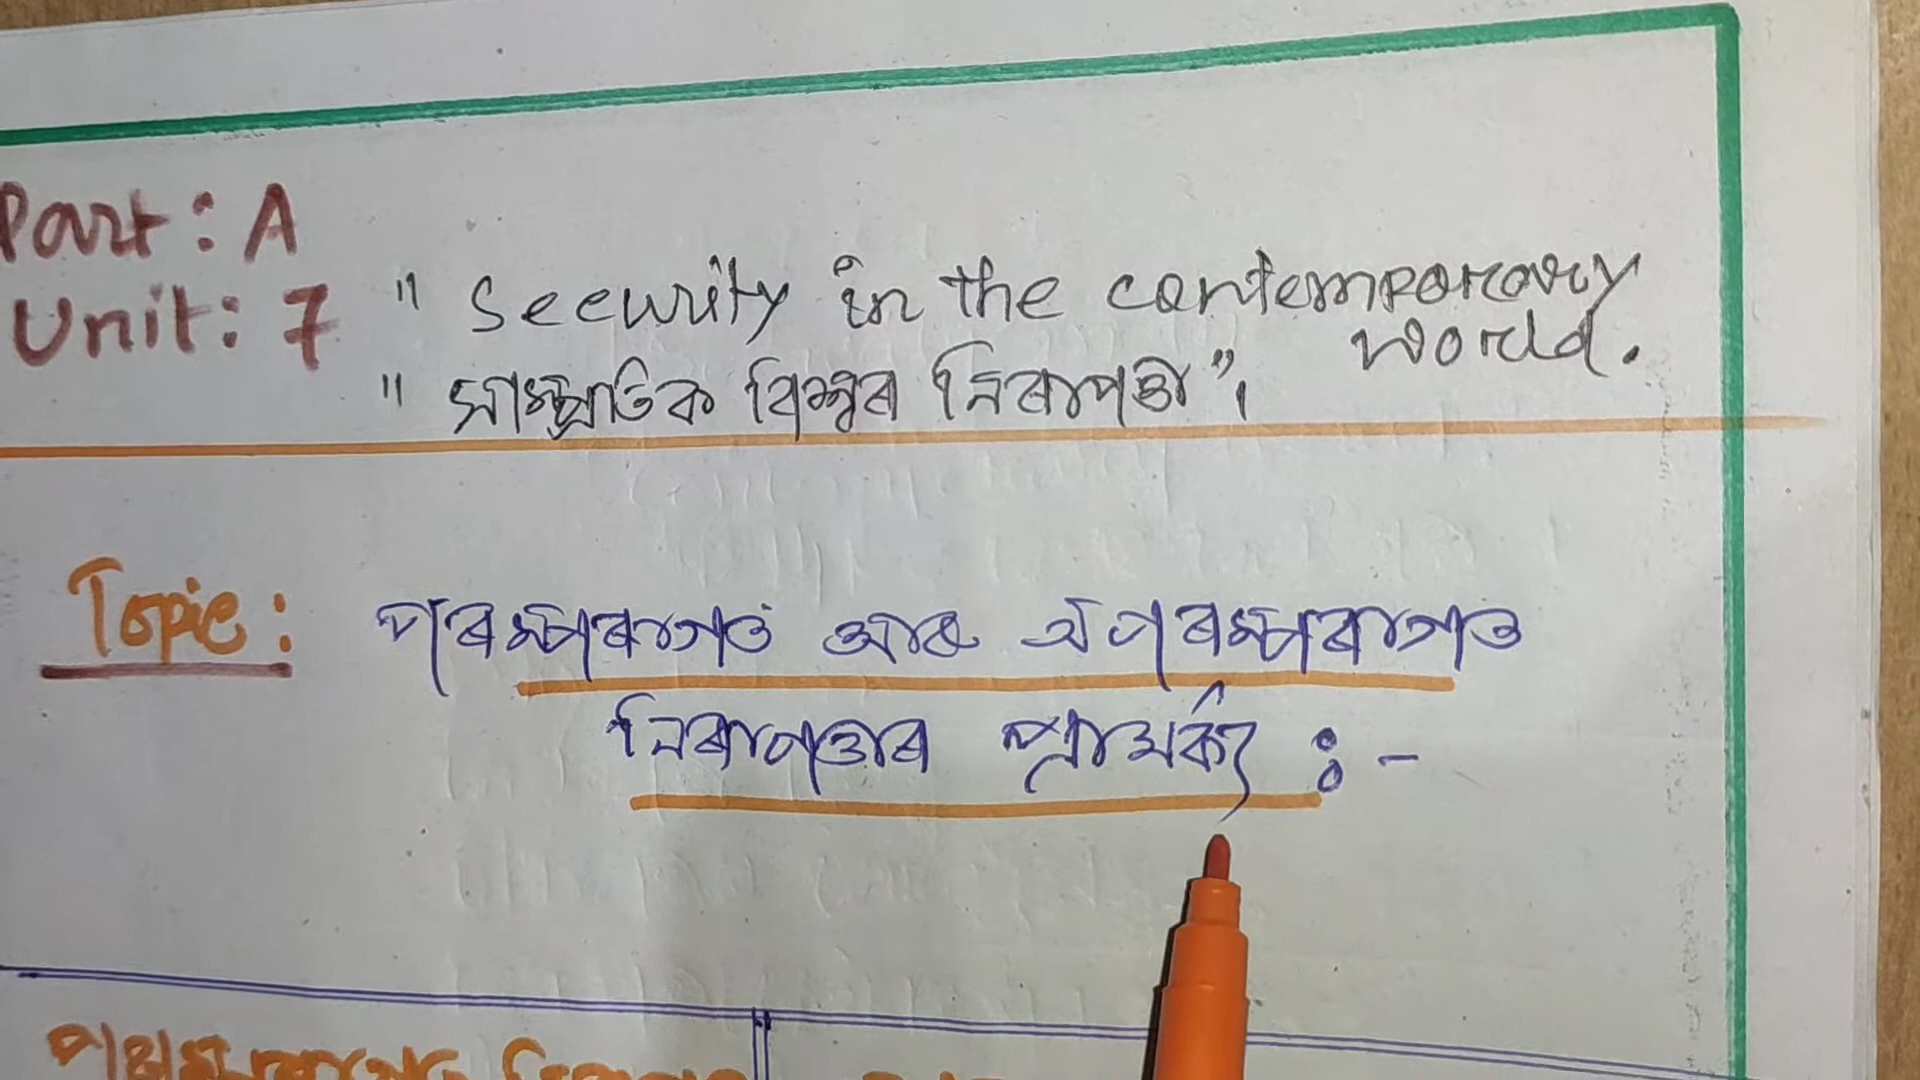 Part: A
Unit: 7 " Security in the contemporary
world.
" সাম্প্ৰতিক বিশ্বৰ নিৰাপত্তা"।
Topic: পৰম্পৰাগত আৰু অপৰম্পৰাগত
নিৰাপত্তাৰ প্ৰাৰ্থক্য :-